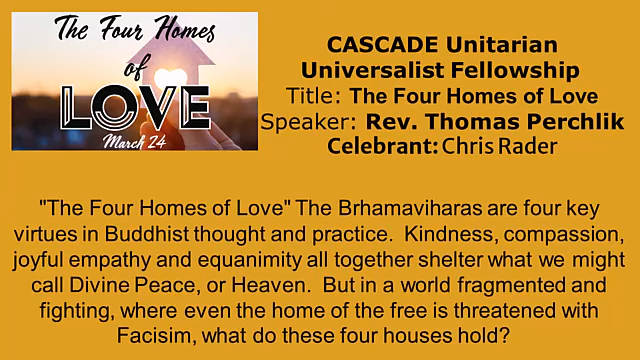 The Four Homes
of
LOVE
March 24
CASCADE Unitarian
Universalist Fellowship
Title: The Four Homes of Love
Speaker: Rev. Thomas Perchlik
Celebrant: Chris Rader
"The Four Homes of Love" The Brhamaviharas are four key
virtues in Buddhist thought and practice.  Kindness, compassion,
joyful empathy and equanimity all together shelter what we might
call Divine Peace, or Heaven.  But in a world fragmented and
fighting, where even the home of the free is threatened with
Facisim, what do these four houses hold?